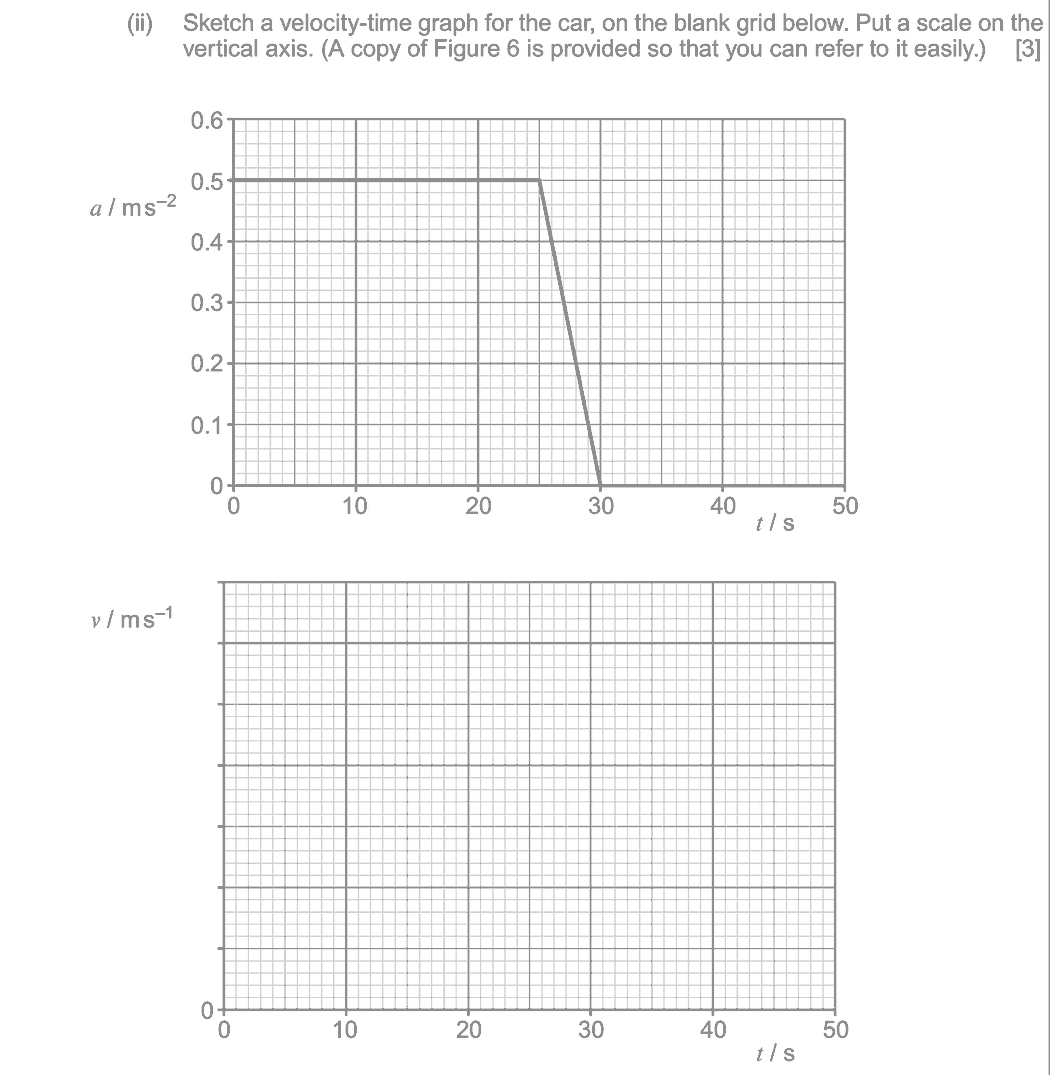 (ii) Sketch a velocity-time graph for the car, on the blank grid below. Put a scale on the
vertical axis. (A copy of Figure 6 is provided so that you can refer to it easily.) [3]
0.6
0.5
a / ms–2
0.4
0.3
0.2
0.1
0
0 10 20 30 40 50
t / s
v / ms–1
0
0 10 20 30 40 50
t / s